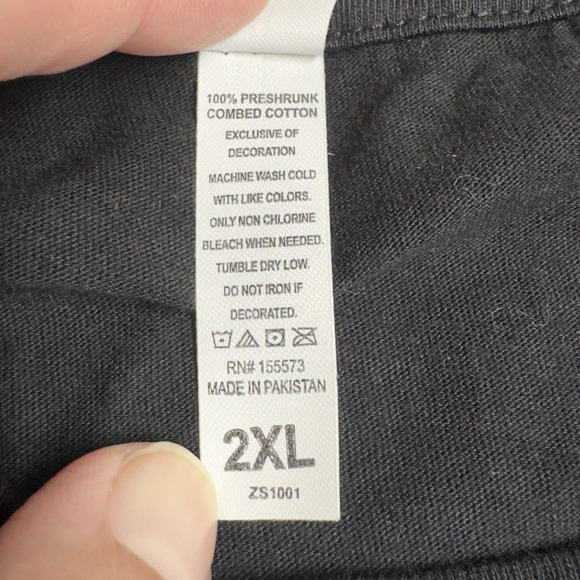 100% PRESHRUNK
COMBED COTTON
EXCLUSIVE OF
DECORATION
MACHINE WASH COLD
WITH LIKE COLORS.
ONLY NON CHLORINE
BLEACH WHEN NEEDED.
TUMBLE DRY LOW.
DO NOT IRON IF
DECORATED.
RN# 155573
MADE IN PAKISTAN
2XL
ZS1001